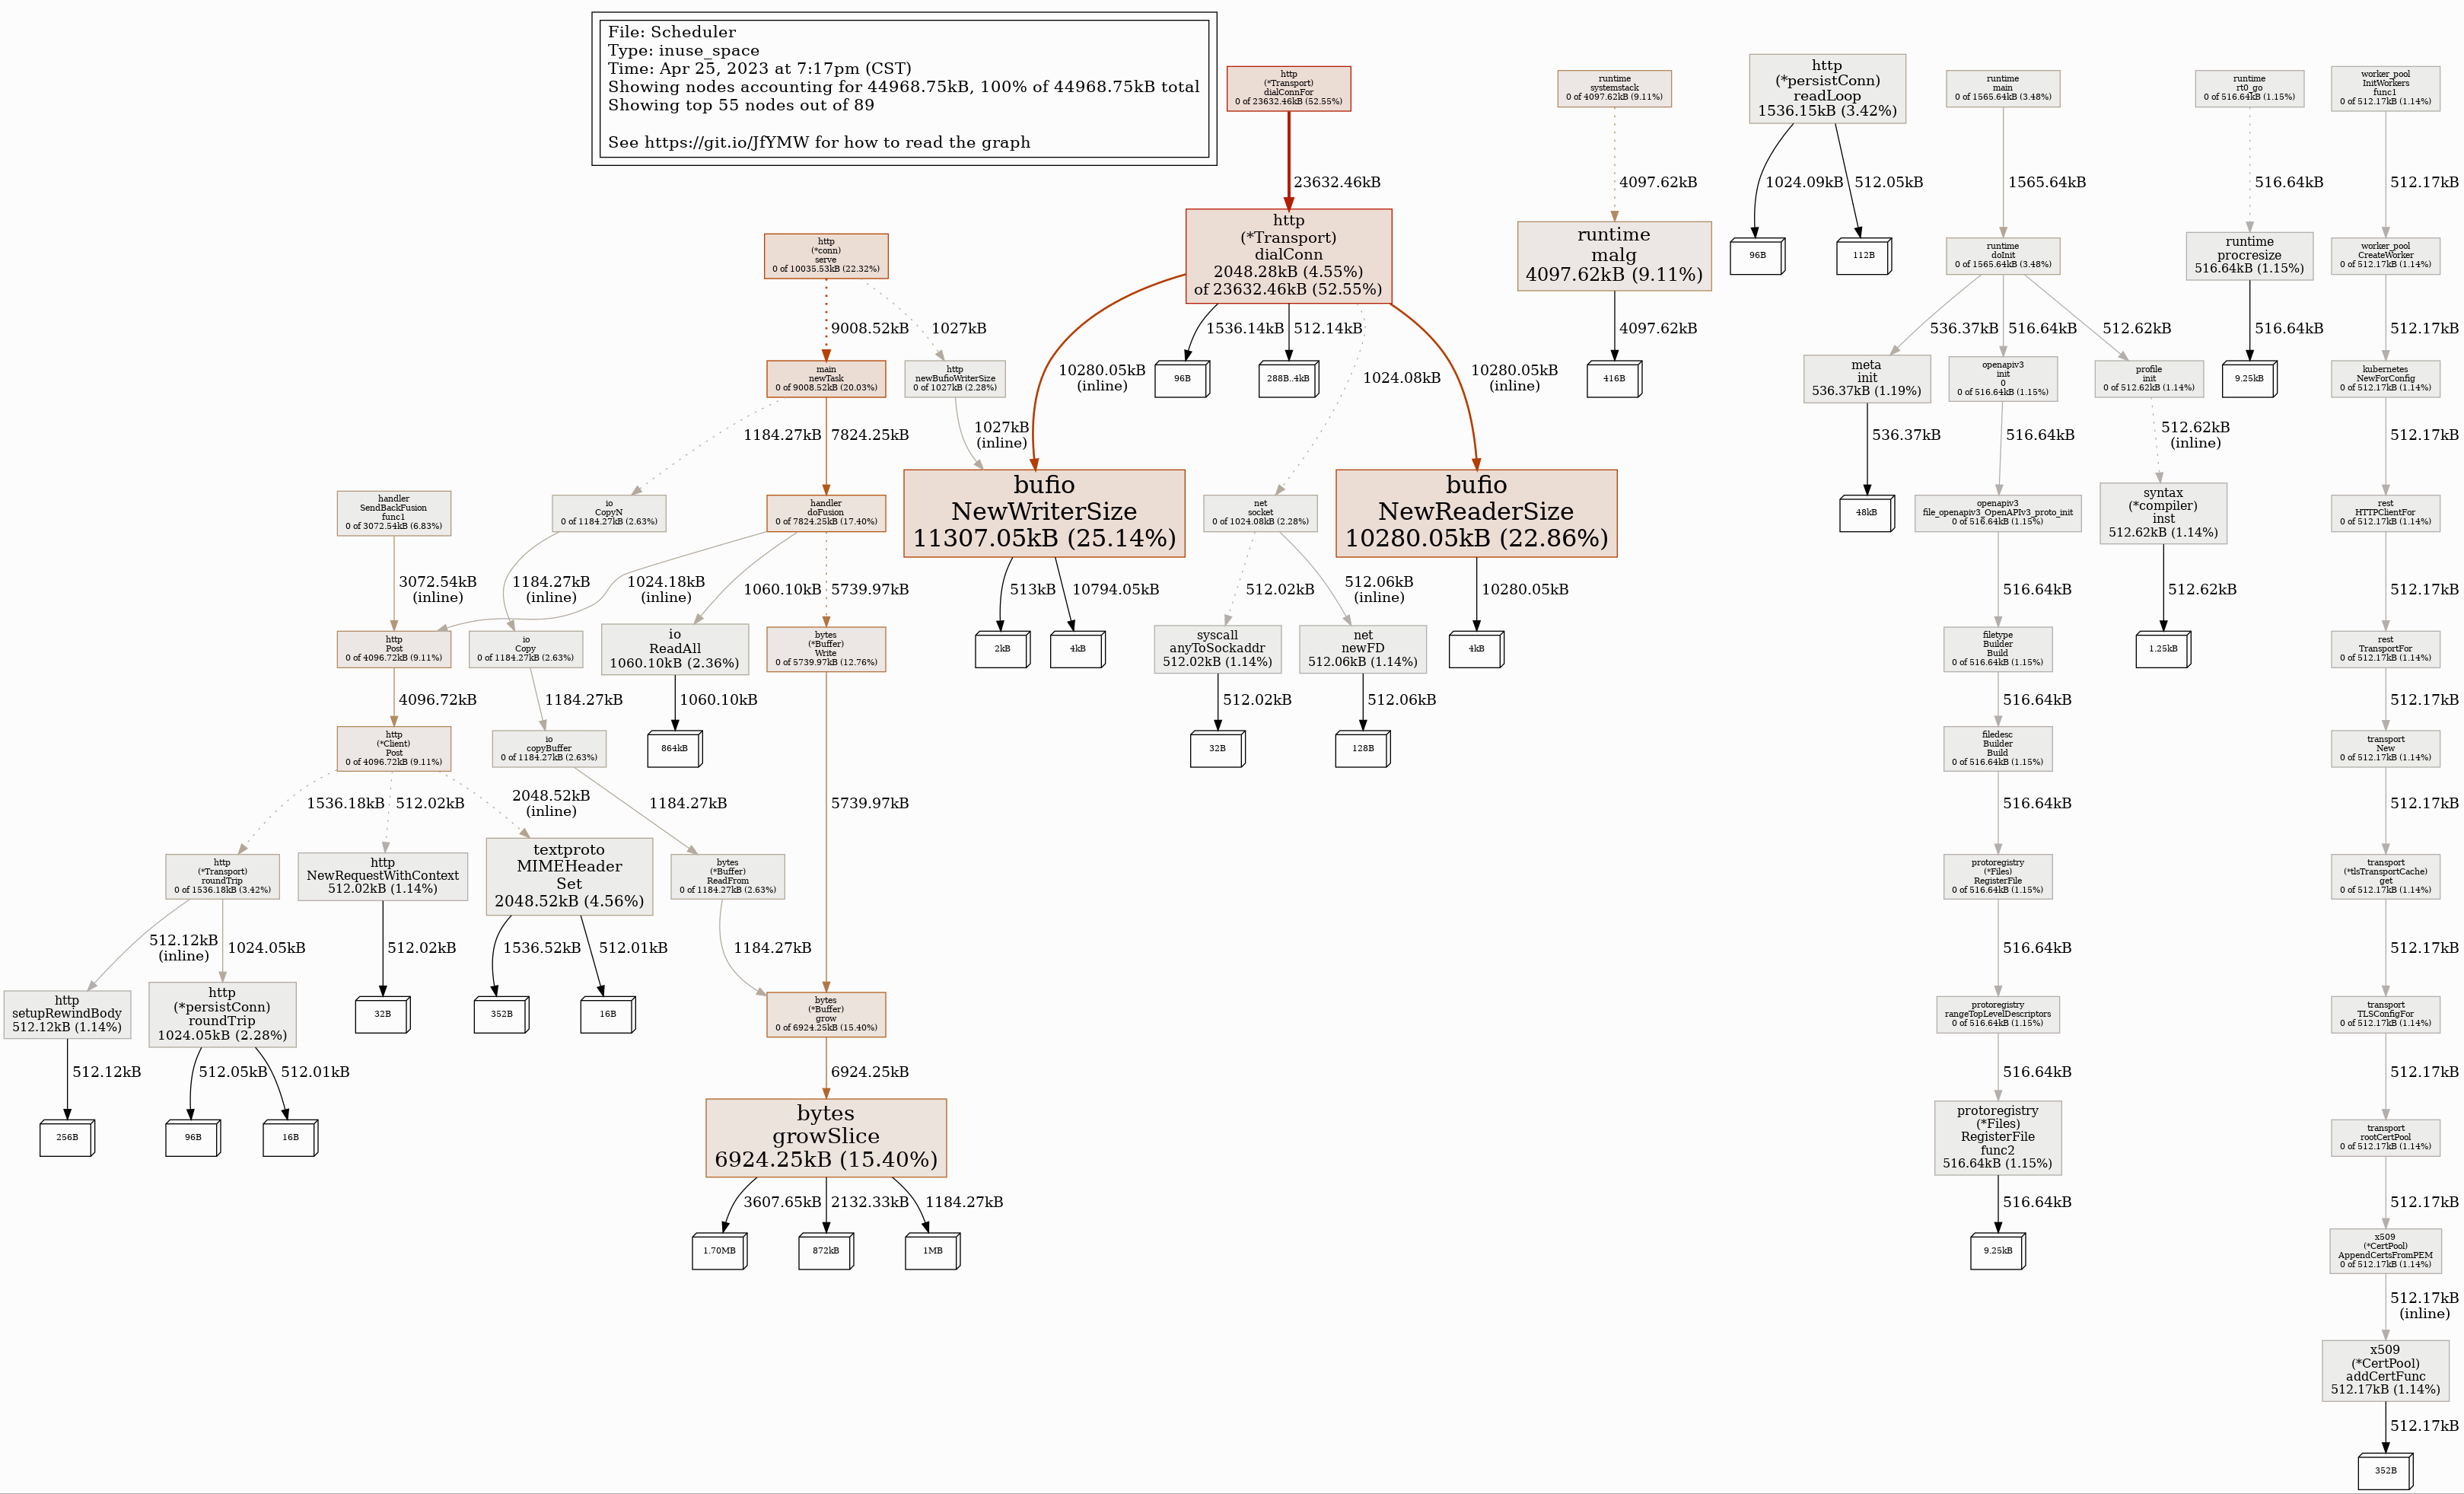 File: Scheduler
Type: inuse_space
Time: Apr 25, 2023 at 7:17pm (CST)
Showing nodes accounting for 44968.75kB, 100% of 44968.75kB total
Showing top 55 nodes out of 89
See https://git.io/JfYMW for how to read the graph
http
(*Transport)
dialConnFor
0 of 23632.46kB (52.55%)
runtime
systemstack
0 of 4097.62kB (9.11%)
http
(*persistConn)
readLoop
1536.15kB (3.42%)
runtime
main
0 of 1565.64kB (3.48%)
runtime
rt0_go
0 of 516.64kB (1.15%)
worker_pool
InitWorkers
func1
0 of 512.17kB (1.14%)
23632.46kB
4097.62kB
1024.09kB
512.05kB
1565.64kB
516.64kB
512.17kB
http
(*conn)
serve
0 of 10035.53kB (22.32%)
http
(*Transport)
dialConn
2048.28kB (4.55%)
of 23632.46kB (52.55%)
runtime
malg
4097.62kB (9.11%)
96B
112B
runtime
doInit
0 of 1565.64kB (3.48%)
runtime
procresize
516.64kB (1.15%)
worker_pool
CreateWorker
0 of 512.17kB (1.14%)
9008.52kB
1027kB
10280.05kB
(inline)
1536.14kB
512.14kB
1024.08kB
10280.05kB
(inline)
4097.62kB
536.37kB
516.64kB
512.62kB
516.64kB
512.17kB
main
newTask
0 of 9008.52kB (20.03%)
http
newBufioWriterSize
0 of 1027kB (2.28%)
96B
288B..4kB
416B
meta
init
536.37kB (1.19%)
openapiv3
init
0
0 of 516.64kB (1.15%)
profile
init
0 of 512.62kB (1.14%)
9.25kB
kubernetes
NewForConfig
0 of 512.17kB (1.14%)
1184.27kB
7824.25kB
1027kB
(inline)
536.37kB
516.64kB
512.62kB
(inline)
512.17kB
handler
SendBackFusion
func1
0 of 3072.54kB (6.83%)
io
CopyN
0 of 1184.27kB (2.63%)
handler
doFusion
0 of 7824.25kB (17.40%)
bufio
NewWriterSize
11307.05kB (25.14%)
net
socket
0 of 1024.08kB (2.28%)
bufio
NewReaderSize
10280.05kB (22.86%)
48kB
openapiv3
file_openapiv3_OpenAPIv3_proto_init
0 of 516.64kB (1.15%)
syntax
(*compiler)
inst
512.62kB (1.14%)
rest
HTTPClientFor
0 of 512.17kB (1.14%)
3072.54kB
(inline)
1184.27kB
(inline)
1024.18kB
(inline)
1060.10kB
5739.97kB
513kB
10794.05kB
512.02kB
512.06kB
(inline)
10280.05kB
516.64kB
512.62kB
512.17kB
http
Post
0 of 4096.72kB (9.11%)
io
Copy
0 of 1184.27kB (2.63%)
io
ReadAll
1060.10kB (2.36%)
bytes
(*Buffer)
Write
0 of 5739.97kB (12.76%)
2kB
4kB
syscall
anyToSockaddr
512.02kB (1.14%)
net
newFD
512.06kB (1.14%)
4kB
filetype
Builder
Build
0 of 516.64kB (1.15%)
1.25kB
rest
TransportFor
0 of 512.17kB (1.14%)
4096.72kB
1184.27kB
1060.10kB
512.02kB
512.06kB
516.64kB
512.17kB
http
(*Client)
Post
0 of 4096.72kB (9.11%)
io
copyBuffer
0 of 1184.27kB (2.63%)
864kB
32B
128B
filedesc
Builder
Build
0 of 516.64kB (1.15%)
transport
New
0 of 512.17kB (1.14%)
1536.18kB
512.02kB
2048.52kB
(inline)
1184.27kB
5739.97kB
516.64kB
512.17kB
http
(*Transport)
roundTrip
0 of 1536.18kB (3.42%)
http
NewRequestWithContext
512.02kB (1.14%)
textproto
MIMEHeader
Set
2048.52kB (4.56%)
bytes
(*Buffer)
ReadFrom
0 of 1184.27kB (2.63%)
protoregistry
(*Files)
RegisterFile
0 of 516.64kB (1.15%)
transport
(*tlsTransportCache)
get
0 of 512.17kB (1.14%)
512.12kB
(inline)
1024.05kB
512.02kB
1536.52kB
512.01kB
1184.27kB
516.64kB
512.17kB
http
setupRewindBody
512.12kB (1.14%)
http
(*persistConn)
roundTrip
1024.05kB (2.28%)
32B
352B
16B
bytes
(*Buffer)
grow
0 of 6924.25kB (15.40%)
protoregistry
rangeTopLevelDescriptors
0 of 516.64kB (1.15%)
transport
TLSConfigFor
0 of 512.17kB (1.14%)
512.12kB
512.05kB
512.01kB
6924.25kB
516.64kB
512.17kB
256B
96B
16B
bytes
growSlice
6924.25kB (15.40%)
protoregistry
(*Files)
RegisterFile
func2
516.64kB (1.15%)
transport
rootCertPool
0 of 512.17kB (1.14%)
3607.65kB
2132.33kB
1184.27kB
516.64kB
512.17kB
1.70MB
872kB
1MB
9.25kB
x509
(*CertPool)
AppendCertsFromPEM
0 of 512.17kB (1.14%)
512.17kB
(inline)
x509
(*CertPool)
addCertFunc
512.17kB (1.14%)
512.17kB
352B